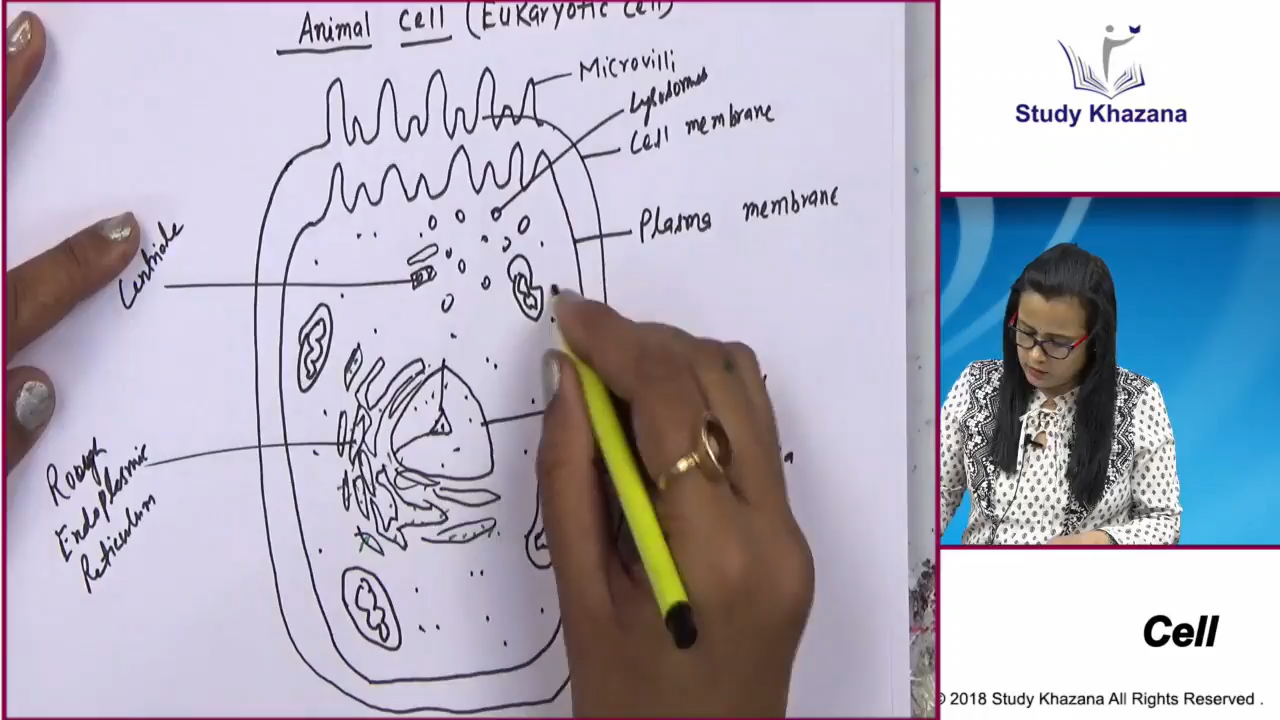 Animal Cell (Eukaryotic Cell)
Microvilli
Lysosomes
Cell membrane
Plasma membrane
Centriole
Rough
Endoplasmic
Reticulum
Study Khazana
Cell
© 2018 Study Khazana All Rights Reserved .